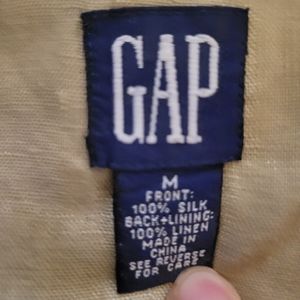 GAP
M
FRONT:
100% SILK
BACK+LINING:
100% LINEN
MADE IN
CHINA
SEE REVERSE
FOR CARE